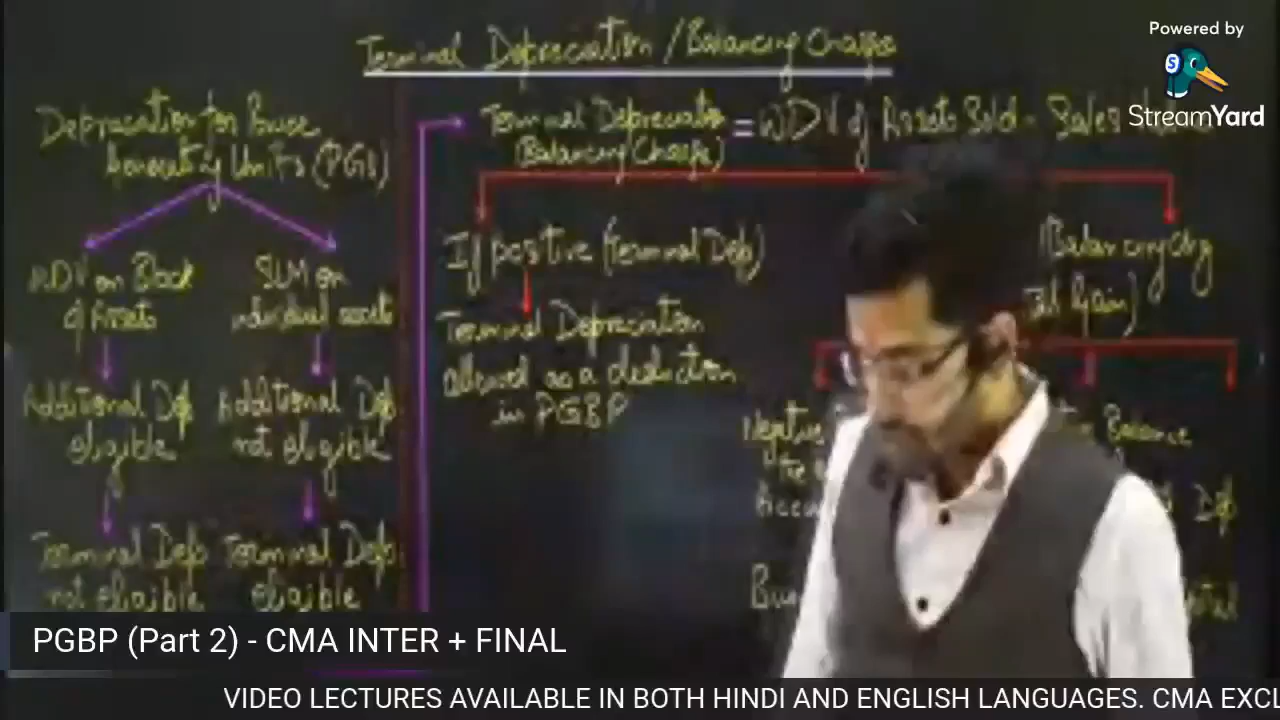 Powered by
StreamYard
Terminal Depreciation / Balancing Charge
Depreciation for Power
Generating Units (PGU)
WDV on Block
of Assets
SLM on
individual assets
Additional Dep
eligible
Additional Dep
not eligible
Terminal Dep
not eligible
Terminal Dep
eligible
Terminal Depreciation = WDV of Assets Sold - Sales
(Balancing Charge)
If positive (Terminal Dep)
Terminal Depreciation
allowed as a deduction
in PGBP
(Balancing Chrg
Gain)
Negative
Balance
Dep
PGBP (Part 2) - CMA INTER + FINAL
VIDEO LECTURES AVAILABLE IN BOTH HINDI AND ENGLISH LANGUAGES. CMA EXCL